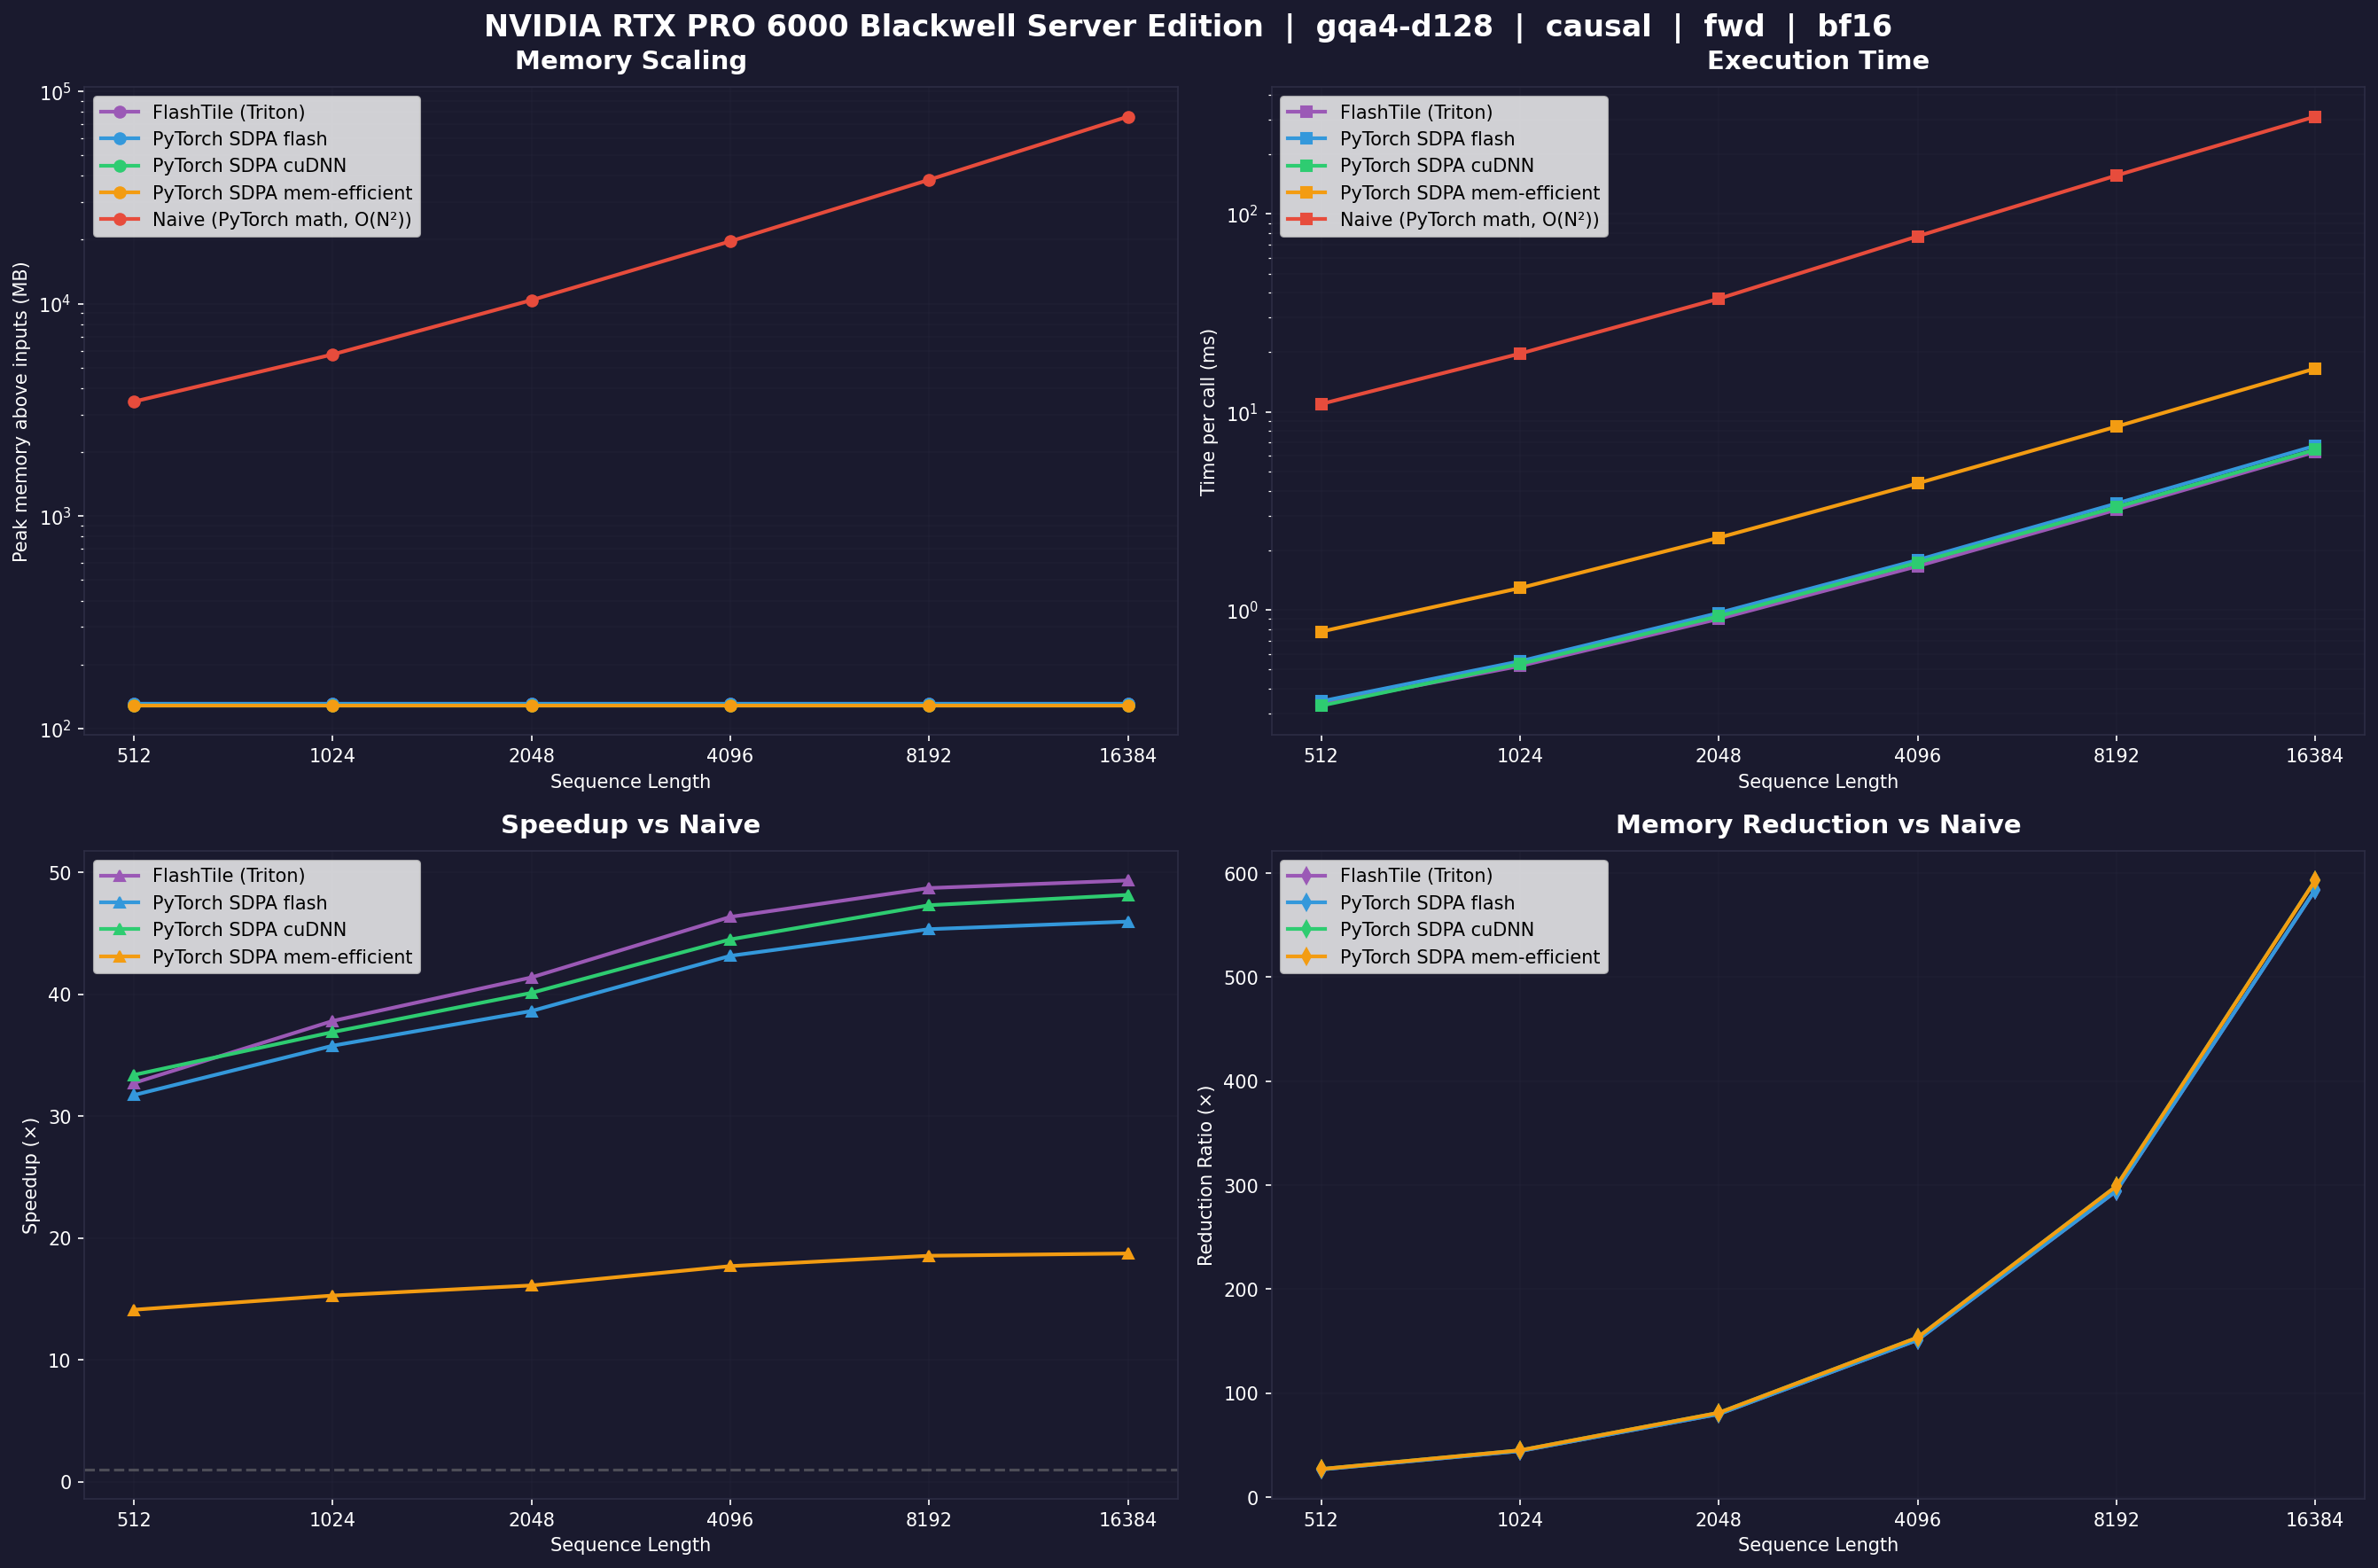 NVIDIA RTX PRO 6000 Blackwell Server Edition | gqa4-d128 | causal | fwd | bf16
Memory Scaling
Peak memory above inputs (MB)
10⁵
10⁴
10³
10²
FlashTile (Triton)
PyTorch SDPA flash
PyTorch SDPA cuDNN
PyTorch SDPA mem-efficient
Naive (PyTorch math, O(N²))
512 1024 2048 4096 8192 16384
Sequence Length
Execution Time
Time per call (ms)
10²
10¹
10⁰
FlashTile (Triton)
PyTorch SDPA flash
PyTorch SDPA cuDNN
PyTorch SDPA mem-efficient
Naive (PyTorch math, O(N²))
512 1024 2048 4096 8192 16384
Sequence Length
Speedup vs Naive
Speedup (×)
50
40
30
20
10
0
FlashTile (Triton)
PyTorch SDPA flash
PyTorch SDPA cuDNN
PyTorch SDPA mem-efficient
512 1024 2048 4096 8192 16384
Sequence Length
Memory Reduction vs Naive
Reduction Ratio (×)
600
500
400
300
200
100
0
FlashTile (Triton)
PyTorch SDPA flash
PyTorch SDPA cuDNN
PyTorch SDPA mem-efficient
512 1024 2048 4096 8192 16384
Sequence Length